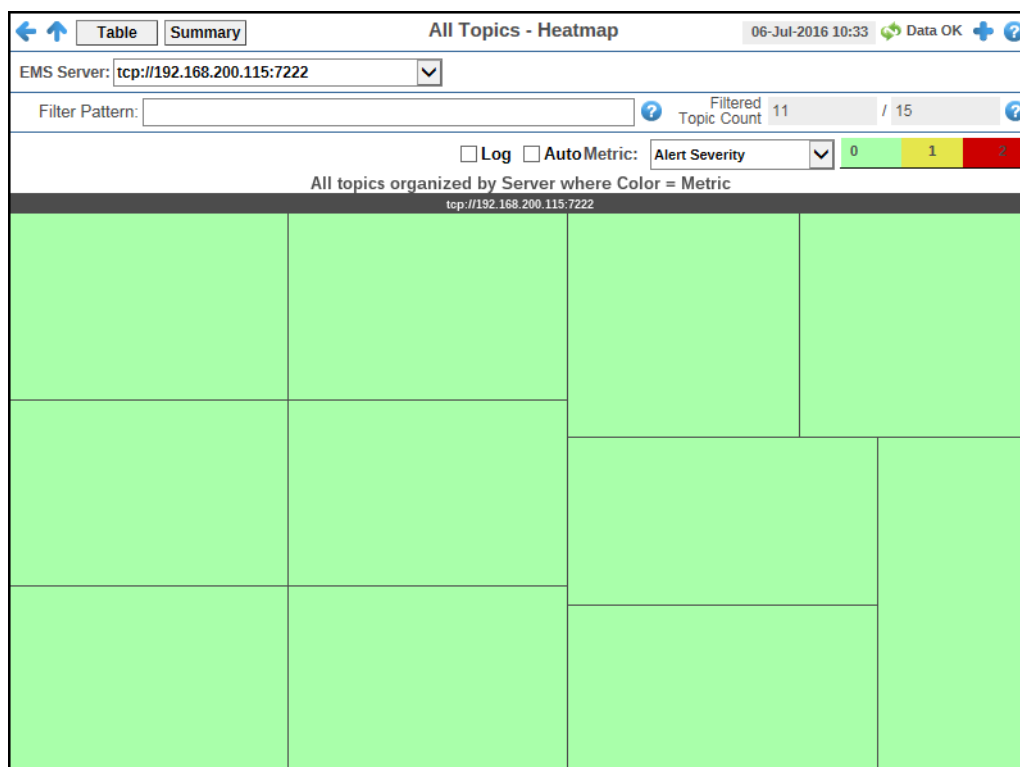 Table Summary All Topics - Heatmap 06-Jul-2016 10:33 Data OK ?
EMS Server: tcp://192.168.200.115:7222
Filter Pattern: ? Filtered Topic Count 11 / 15 ?
Log Auto Metric: Alert Severity 0 1 2
All topics organized by Server where Color = Metric
tcp://192.168.200.115:7222